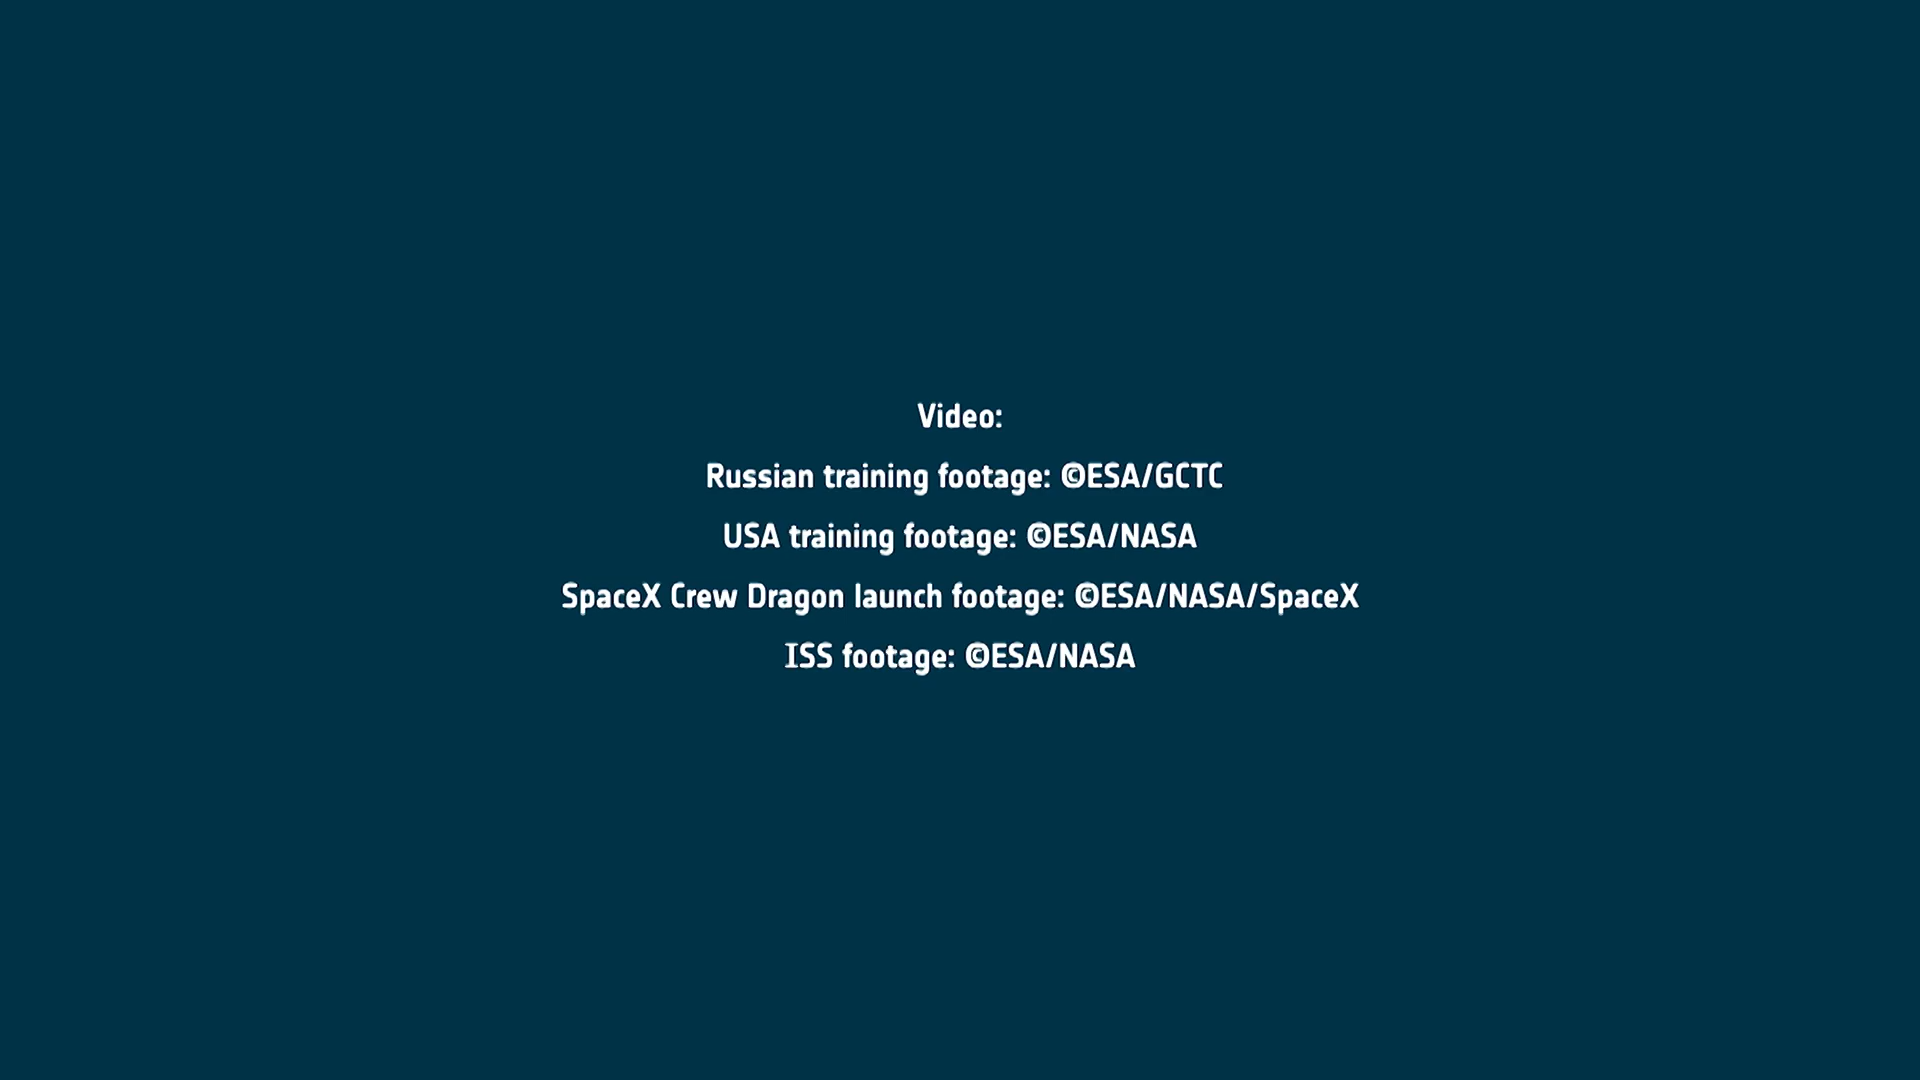 Video:
Russian training footage: ©ESA/GCTC
USA training footage: ©ESA/NASA
SpaceX Crew Dragon launch footage: ©ESA/NASA/SpaceX
ISS footage: ©ESA/NASA